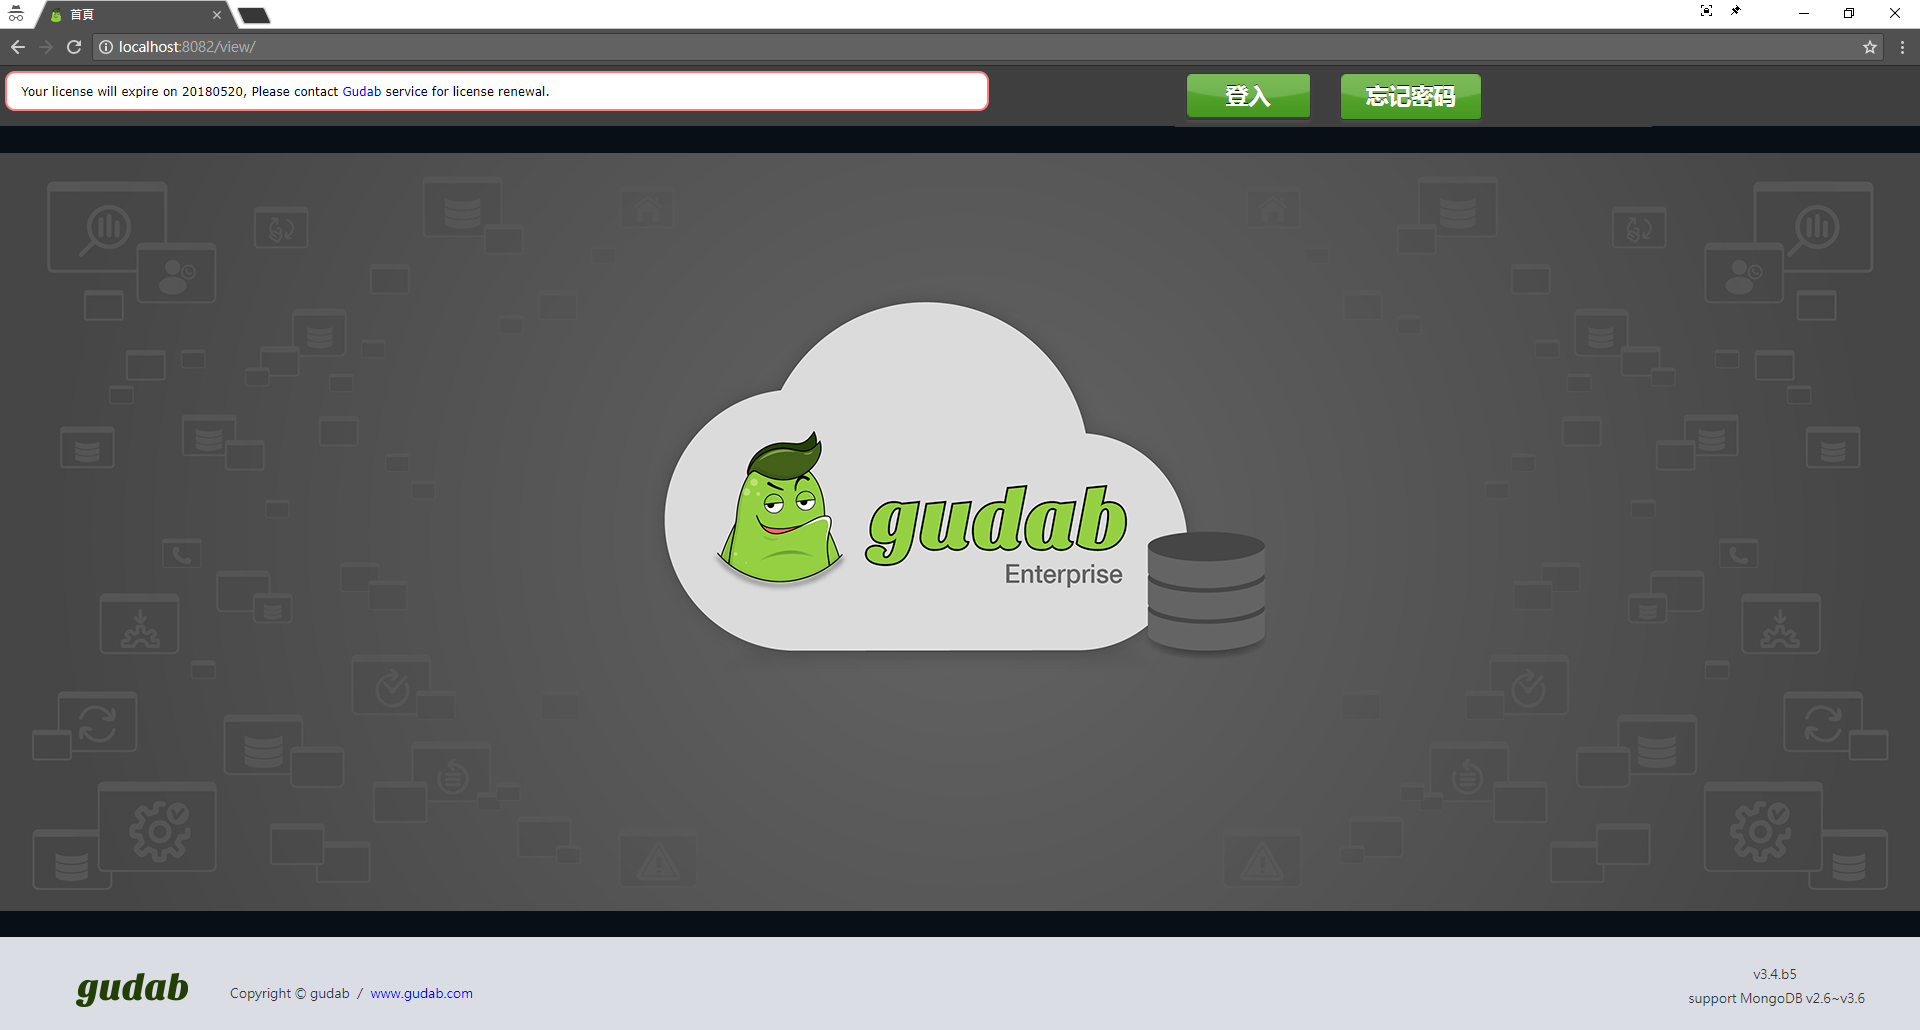 首頁
localhost:8082/view/
Your license will expire on 20180520, Please contact Gudab service for license renewal.
登入
忘记密码
gudab
Enterprise
gudab
Copyright © gudab / www.gudab.com
v3.4.b5
support MongoDB v2.6~v3.6